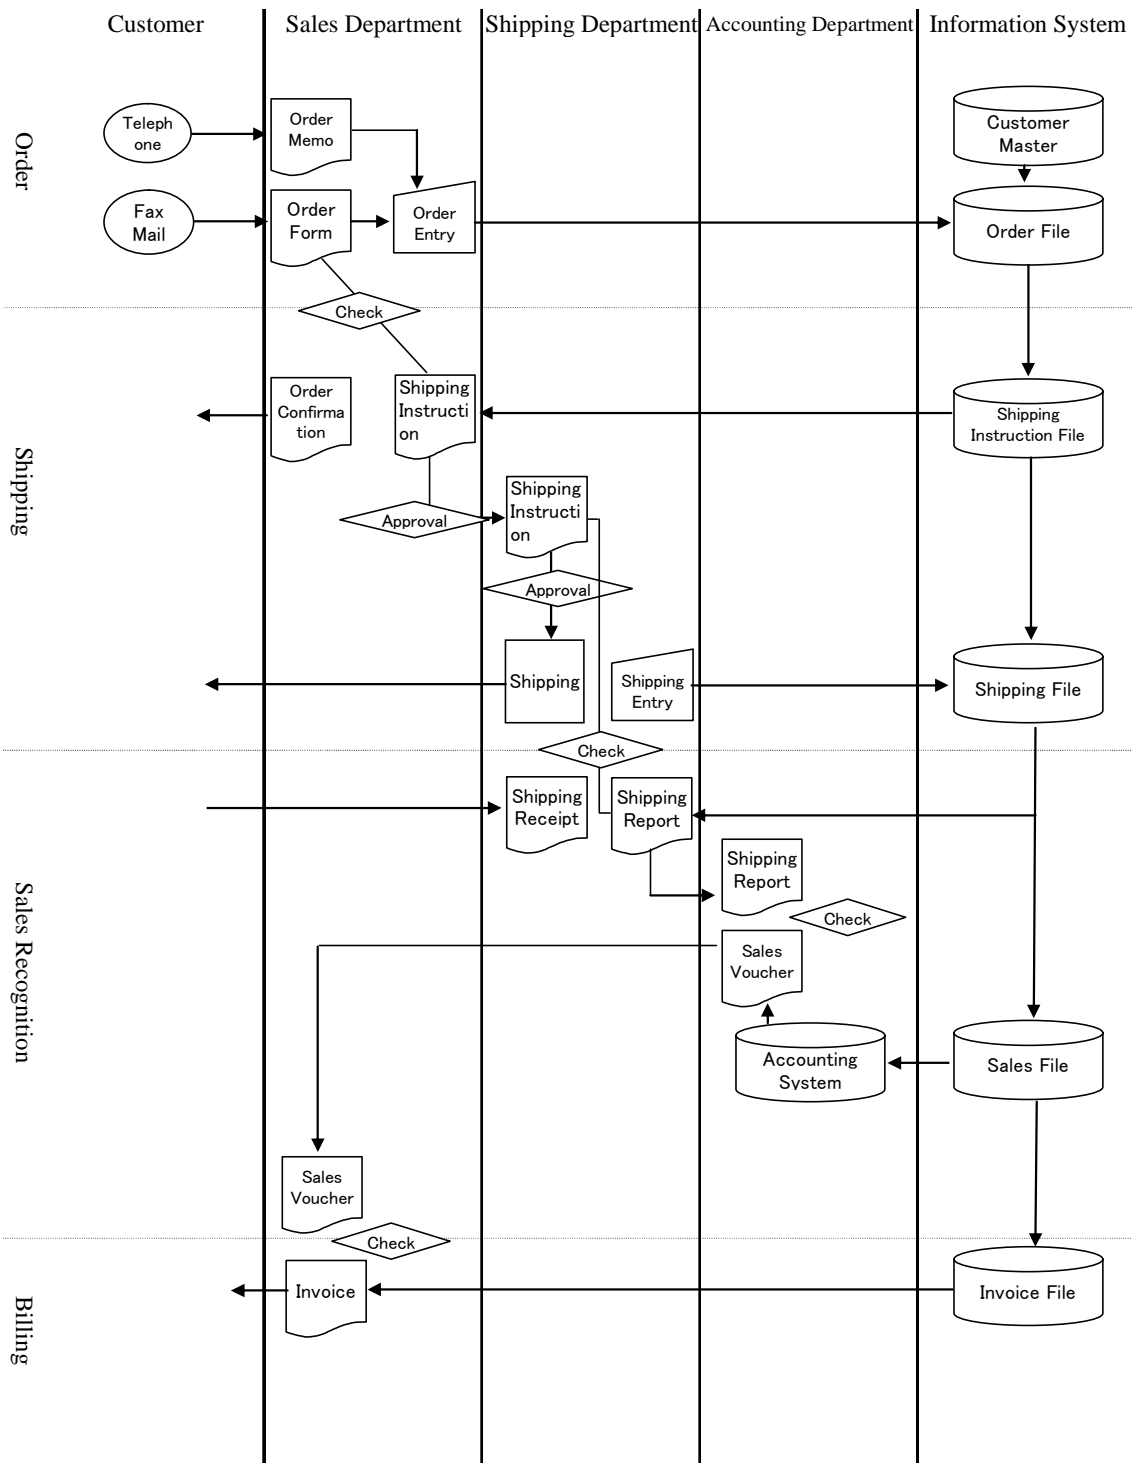 Customer
Sales Department
Shipping Department
Accounting Department
Information System
Order
Teleph
one
Order
Memo
Customer
Master
Fax
Mail
Order
Form
Order
Entry
Order File
Check
Shipping
Order
Confirma
tion
Shipping
Instructi
on
Shipping
Instruction File
Approval
Shipping
Instructi
on
Approval
Shipping
Shipping
Entry
Shipping File
Check
Sales Recognition
Shipping
Receipt
Shipping
Report
Shipping
Report
Check
Sales
Voucher
Accounting
System
Sales File
Sales
Voucher
Check
Billing
Invoice
Invoice File